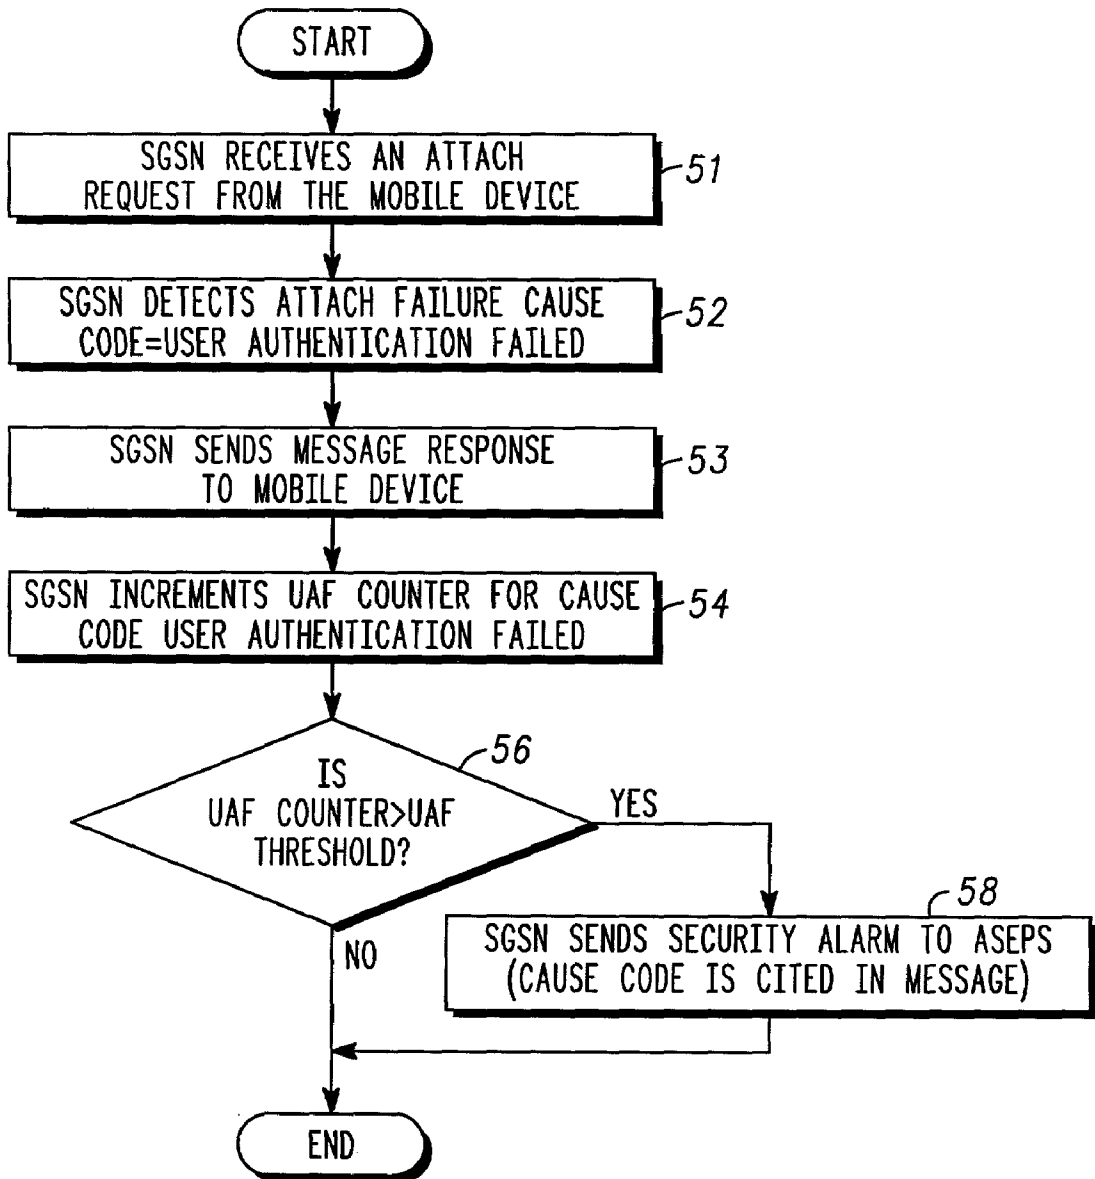 START
SGSN RECEIVES AN ATTACH
REQUEST FROM THE MOBILE DEVICE
51
SGSN DETECTS ATTACH FAILURE CAUSE
CODE=USER AUTHENTICATION FAILED
52
SGSN SENDS MESSAGE RESPONSE
TO MOBILE DEVICE
53
SGSN INCREMENTS UAF COUNTER FOR CAUSE
CODE USER AUTHENTICATION FAILED
54
56
IS
UAF COUNTER>UAF
THRESHOLD?
YES
58
SGSN SENDS SECURITY ALARM TO ASEPS
(CAUSE CODE IS CITED IN MESSAGE)
NO
END